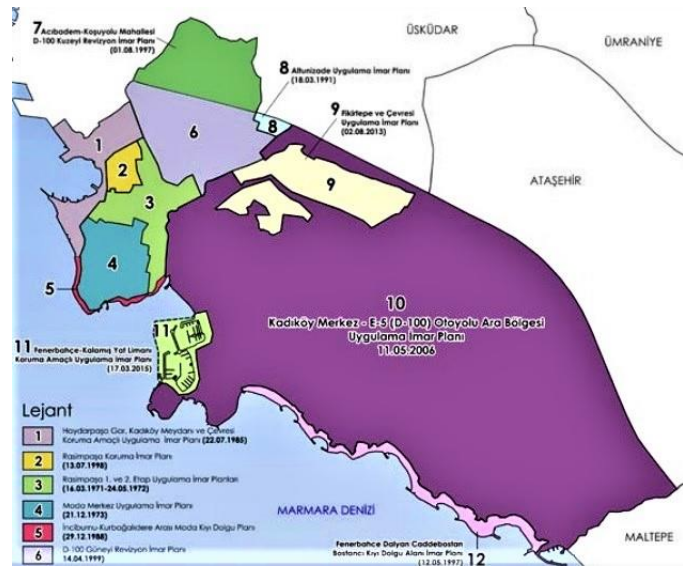 7 Acıbadem-Koşuyolu Mahallesi
D-100 Kuzeyi Revizyon İmar Planı
(01.08.1997)
ÜSKÜDAR
ÜMRANİYE
8 Altunizade Uygulama İmar Planı
(18.03.1991)
9 Fikirtepe ve Çevresi
Uygulama İmar Planı
(02.08.2013)
1
2
3
4
5
6
8
9
ATAŞEHİR
10
Kadıköy Merkez - E-5 (D-100) Otoyolu Ara Bölgesi
Uygulama İmar Planı
11-05-2006
11
11 Fenerbahçe-Kalamış Yat Limanı
Koruma Amaçlı Uygulama İmar Planı
(17.03.2015)
Lejant
1 Haydarpaşa Gar, Kadıköy Meydanı ve Çevresi
Koruma Amaçlı Uygulama İmar Planı (22.07.1985)
2 Rasimpaşa Koruma İmar Planı
(13.07.1998)
3 Rasimpaşa 1. ve 2. Etap Uygulama İmar Planları
(16.03.1971-24.05.1972)
4 Moda Merkez Uygulama İmar Planı
(21.12.1973)
5 İnciburnu-Kurbağalıdere Arası Moda Kıyı Dolgu Planı
(29.12.1988)
6 D-100 Güneyi Revizyon İmar Planı
14.04.1999)
MARMARA DENİZİ
MALTEPE
Fenerbahçe Dalyan Caddebostan
Bostancı Kıyı Dolgu Alanı İmar Planı
12 (12.05.1997)